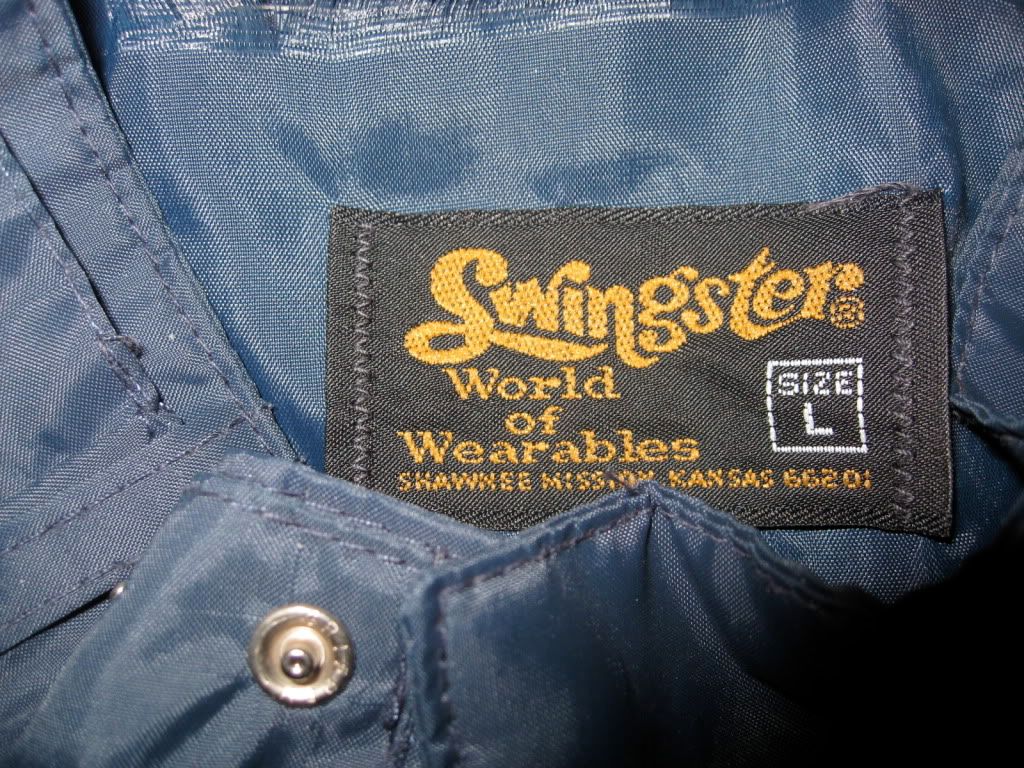 Swingster®
World
of
Wearables
SHAWNEE MISSION, KANSAS 66201
SIZE
L